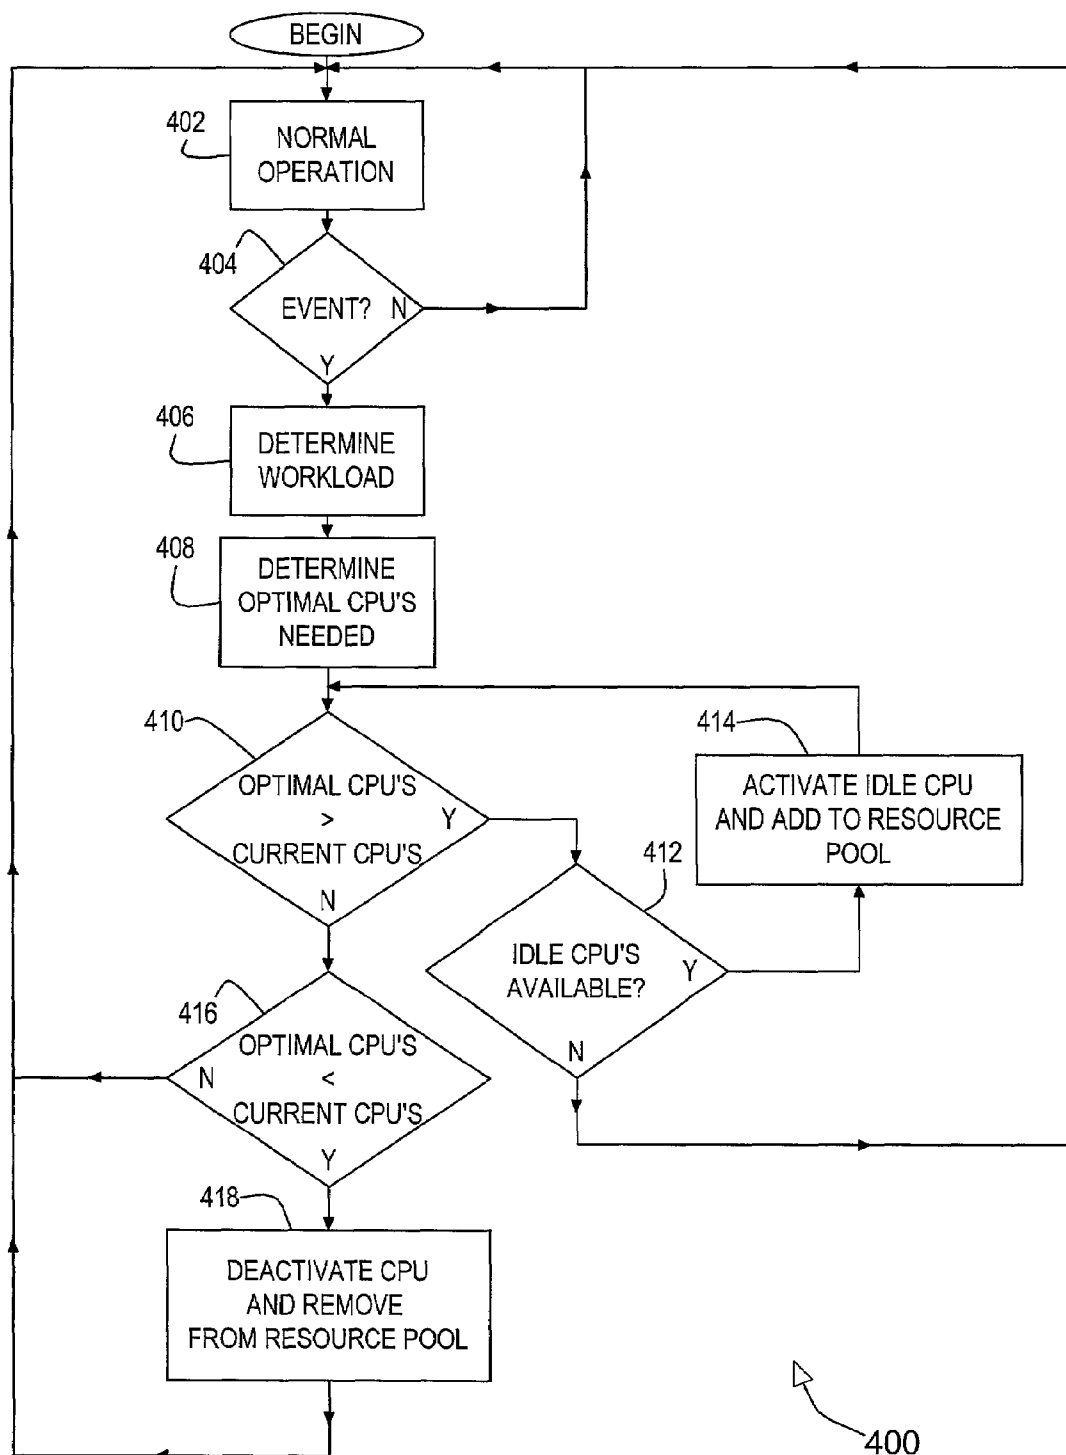 BEGIN
402
NORMAL
OPERATION
404
EVENT?
N
Y
406
DETERMINE
WORKLOAD
408
DETERMINE
OPTIMAL CPU'S
NEEDED
410
OPTIMAL CPU'S
>
CURRENT CPU'S
Y
N
414
ACTIVATE IDLE CPU
AND ADD TO RESOURCE
POOL
412
IDLE CPU'S
AVAILABLE?
Y
N
416
OPTIMAL CPU'S
<
CURRENT CPU'S
N
Y
418
DEACTIVATE CPU
AND REMOVE
FROM RESOURCE POOL
400